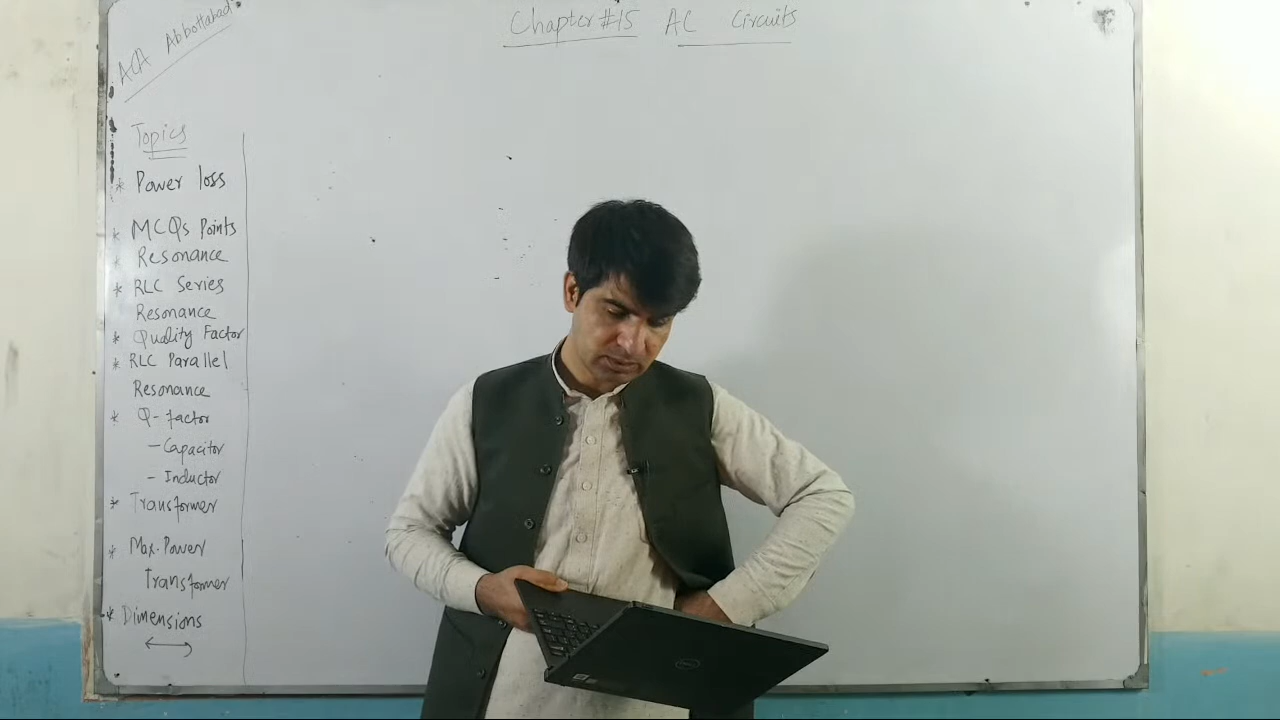 Chapter #15 AC Circuits
ACA Abbottabad
Topics
* Power loss
* MCQs Points
* Resonance
* RLC Series
Resonance
* Quality Factor
* RLC Parallel
Resonance
* Q-factor
- Capacitor
- Inductor
* Transformer
* Max. Power
Transformer
* Dimensions
DELL